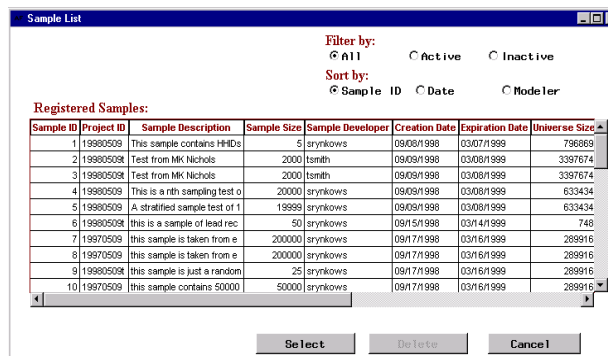 Sample List
Filter by:
All Active Inactive
Sort by:
Sample ID Date Modeler
Registered Samples:
Sample ID Project ID Sample Description Sample Size Sample Developer Creation Date Expiration Date Universe Size
1 19980509 This sample contains HHIDs 5 srynkows 09/08/1998 03/07/1999 796869
2 19980509t Test from MK Nichols 2000 tsmith 09/09/1998 03/08/1999 3397674
3 19980509t Test from MK Nichols 2000 tsmith 09/09/1998 03/08/1999 3397674
4 19980509 This is a nth sampling test o 20000 srynkows 09/09/1998 03/08/1999 633434
5 19980509 A stratified sample test of 1 19999 srynkows 09/09/1998 03/08/1999 633434
6 19980509t this is a sample of lead rec 50 srynkows 09/15/1998 03/14/1999 748
7 19970509 this sample is taken from e 200000 srynkows 09/17/1998 03/16/1999 289916
8 19970509 this sample is taken from e 200000 srynkows 09/17/1998 03/16/1999 289916
9 19980509t this sample is just a random 25 srynkows 09/17/1998 03/16/1999 289916
10 19970509 this sample contains 50000 50000 srynkows 09/17/1998 03/16/1999 289916
Select Delete Cancel